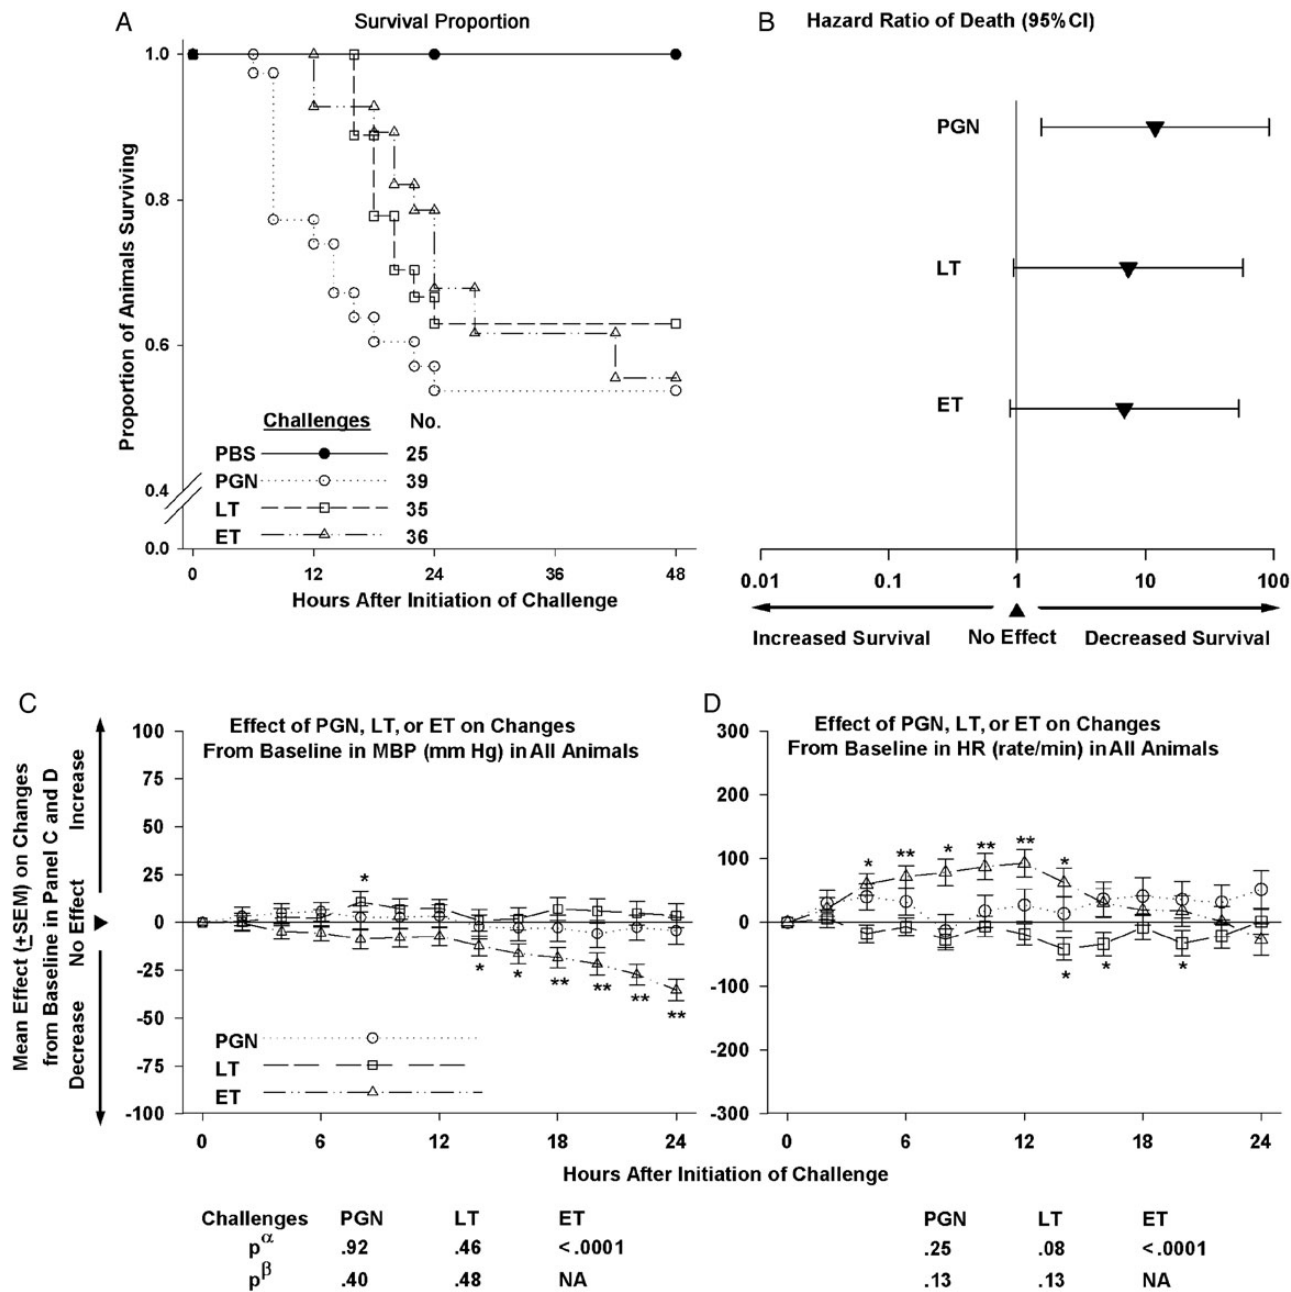 A
Survival Proportion
1.0
0.8
0.6
0.4
0.0
Proportion of Animals Surviving
Challenges No.
PBS 25
PGN 39
LT 35
ET 36
0 12 24 36 48
Hours After Initiation of Challenge
B
Hazard Ratio of Death (95%CI)
PGN
LT
ET
0.01 0.1 1 10 100
Increased Survival No Effect Decreased Survival
C
Effect of PGN, LT, or ET on Changes
From Baseline in MBP (mm Hg) in All Animals
Mean Effect (±SEM) on Changes
from Baseline in Panel C and D
Decrease No Effect Increase
100
75
50
25
0
-25
-50
-75
-100
*
* * ** ** ** **
PGN
LT
ET
0 6 12 18 24
D
Effect of PGN, LT, or ET on Changes
From Baseline in HR (rate/min) in All Animals
300
200
100
0
-100
-200
-300
* ** * ** ** *
* * *
0 6 12 18 24
Hours After Initiation of Challenge
Challenges PGN LT ET
pα .92 .46 <.0001
pβ .40 .48 NA
PGN LT ET
.25 .08 <.0001
.13 .13 NA